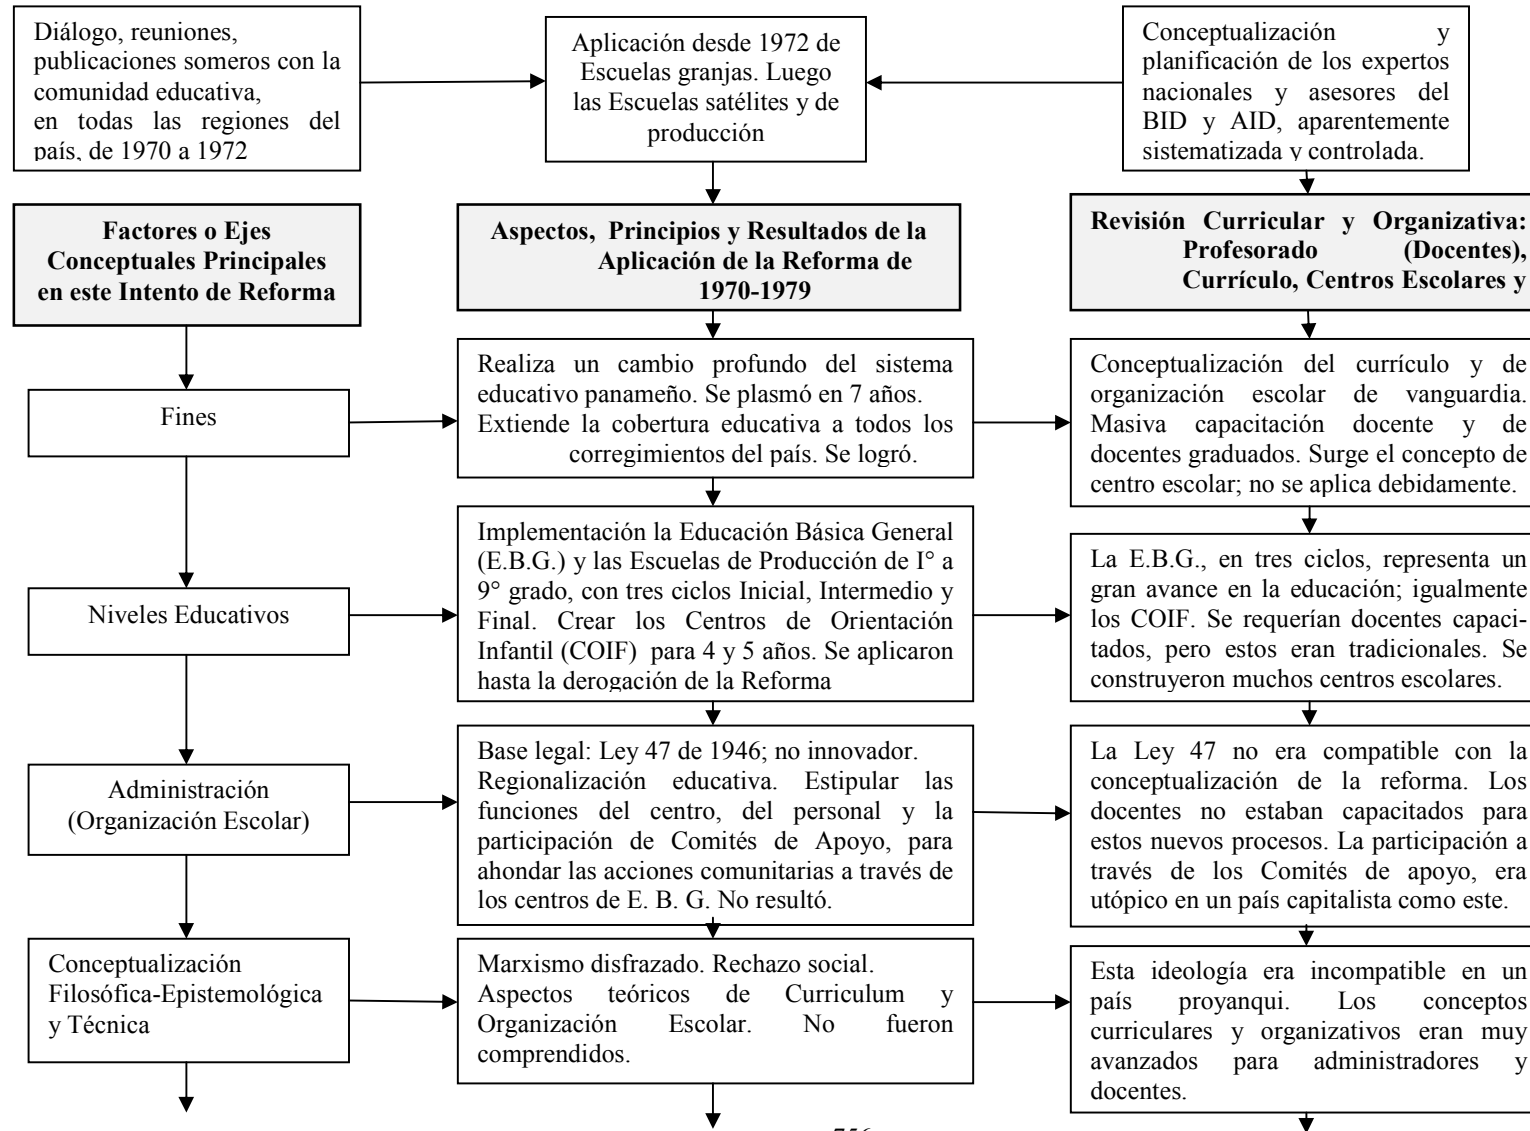 Diálogo, reuniones,
publicaciones someros con la
comunidad educativa,
en todas las regiones del
país, de 1970 a 1972
Aplicación desde 1972 de
Escuelas granjas. Luego
las Escuelas satélites y de
producción
Conceptualización y
planificación de los expertos
nacionales y asesores del
BID y AID, aparentemente
sistematizada y controlada.
Factores o Ejes
Conceptuales Principales
en este Intento de Reforma
Aspectos, Principios y Resultados de la
Aplicación de la Reforma de
1970-1979
Revisión Curricular y Organizativa:
Profesorado (Docentes),
Currículo, Centros Escolares y
Fines
Realiza un cambio profundo del sistema
educativo panameño. Se plasmó en 7 años.
Extiende la cobertura educativa a todos los
corregimientos del país. Se logró.
Conceptualización del currículo y de
organización escolar de vanguardia.
Masiva capacitación docente y de
docentes graduados. Surge el concepto de
centro escolar; no se aplica debidamente.
Niveles Educativos
Implementación la Educación Básica General
(E.B.G.) y las Escuelas de Producción de I° a
9° grado, con tres ciclos Inicial, Intermedio y
Final. Crear los Centros de Orientación
Infantil (COIF) para 4 y 5 años. Se aplicaron
hasta la derogación de la Reforma
La E.B.G., en tres ciclos, representa un
gran avance en la educación; igualmente
los COIF. Se requerían docentes capaci-
tados, pero estos eran tradicionales. Se
construyeron muchos centros escolares.
Administración
(Organización Escolar)
Base legal: Ley 47 de 1946; no innovador.
Regionalización educativa. Estipular las
funciones del centro, del personal y la
participación de Comités de Apoyo, para
ahondar las acciones comunitarias a través de
los centros de E. B. G. No resultó.
La Ley 47 no era compatible con la
conceptualización de la reforma. Los
docentes no estaban capacitados para
estos nuevos procesos. La participación a
través de los Comités de apoyo, era
utópico en un país capitalista como este.
Conceptualización
Filosófica-Epistemológica
y Técnica
Marxismo disfrazado. Rechazo social.
Aspectos teóricos de Curriculum y
Organización Escolar. No fueron
comprendidos.
Esta ideología era incompatible en un
país proyanqui. Los conceptos
curriculares y organizativos eran muy
avanzados para administradores y
docentes.